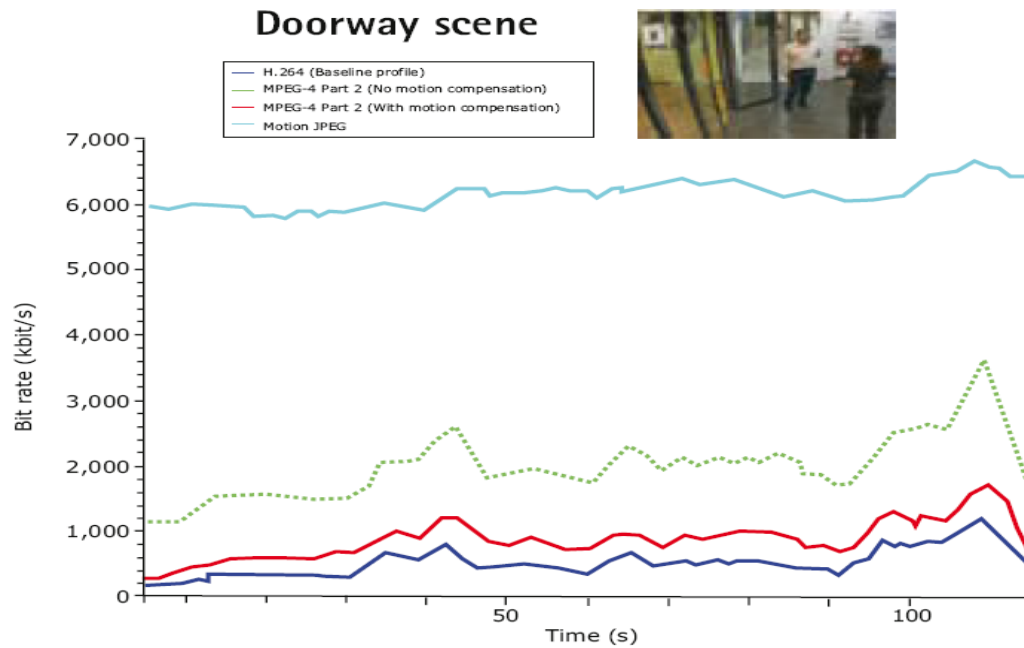 Doorway scene
H.264 (Baseline profile)
MPEG-4 Part 2 (No motion compensation)
MPEG-4 Part 2 (With motion compensation)
Motion JPEG
7,000
6,000
5,000
4,000
3,000
2,000
1,000
0
Bit rate (kbit/s)
50
100
Time (s)